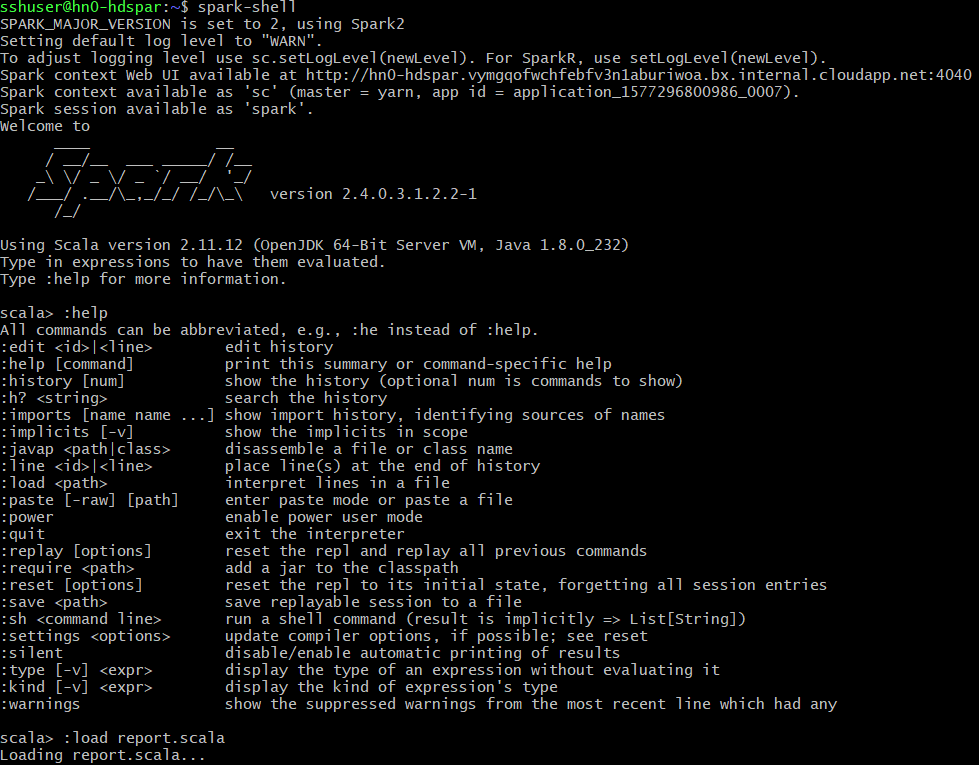 sshuser@hn0-hdspar:~$ spark-shell
SPARK_MAJOR_VERSION is set to 2, using Spark2
Setting default log level to "WARN".
To adjust logging level use sc.setLogLevel(newLevel). For SparkR, use setLogLevel(newLevel).
Spark context Web UI available at http://hn0-hdspar.vymgqofwchfebfv3n1aburiwoa.bx.internal.cloudapp.net:4040
Spark context available as 'sc' (master = yarn, app id = application_1577296800986_0007).
Spark session available as 'spark'.
Welcome to
      ____              __
     / __/__  ___ _____/ /__
    _\ \/ _ \/ _ `/ __/  '_/
   /___/ .__/\_,_/_/ /_/\_\   version 2.4.0.3.1.2.2-1
      /_/
Using Scala version 2.11.12 (OpenJDK 64-Bit Server VM, Java 1.8.0_232)
Type in expressions to have them evaluated.
Type :help for more information.
scala> :help
All commands can be abbreviated, e.g., :he instead of :help.
:edit <id>|<line>        edit history
:help [command]          print this summary or command-specific help
:history [num]           show the history (optional num is commands to show)
:h? <string>             search the history
:imports [name name ...] show import history, identifying sources of names
:implicits [-v]          show the implicits in scope
:javap <path|class>      disassemble a file or class name
:line <id>|<line>        place line(s) at the end of history
:load <path>             interpret lines in a file
:paste [-raw] [path]     enter paste mode or paste a file
:power                   enable power user mode
:quit                    exit the interpreter
:replay [options]        reset the repl and replay all previous commands
:require <path>          add a jar to the classpath
:reset [options]         reset the repl to its initial state, forgetting all session entries
:save <path>             save replayable session to a file
:sh <command line>       run a shell command (result is implicitly => List[String])
:settings <options>      update compiler options, if possible; see reset
:silent                  disable/enable automatic printing of results
:type [-v] <expr>        display the type of an expression without evaluating it
:kind [-v] <expr>        display the kind of expression's type
:warnings                show the suppressed warnings from the most recent line which had any
scala> :load report.scala
Loading report.scala...